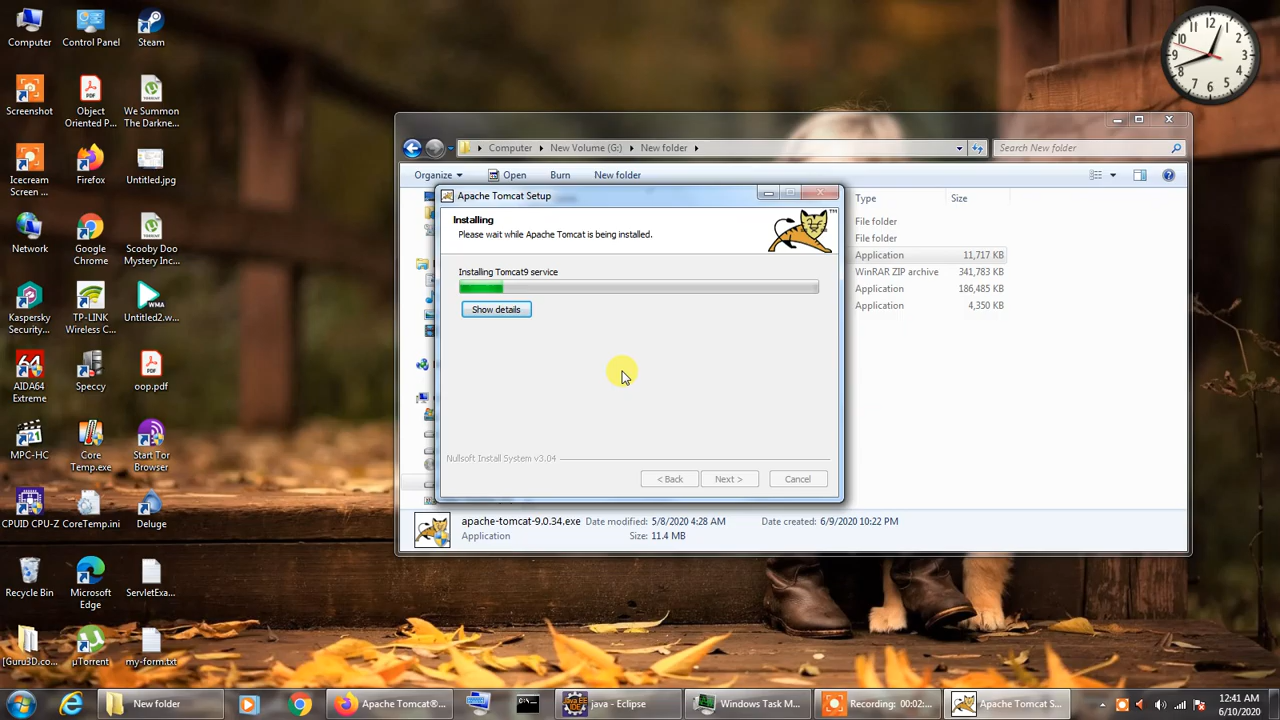 Computer
Control Panel
Steam
Screenshot
Object
Oriented P...
We Summon
The Darkne...
Icecream
Screen ...
Firefox
Untitled.jpg
Network
Google
Chrome
Scooby Doo
Mystery Inc...
Kaspersky
Security...
TP-LINK
Wireless C...
Untitled2.w...
AIDA64
Extreme
Speccy
oop.pdf
MPC-HC
Core
Temp.exe
Start Tor
Browser
CPUID CPU-Z
CoreTemp.ini
Deluge
Recycle Bin
Microsoft
Edge
ServletExa...
[Guru3D.co...
µTorrent
my-form.txt
Computer
New Volume (G:)
New folder
Search New folder
Organize
Open
Burn
New folder
Type
Size
File folder
File folder
Application 11,717 KB
WinRAR ZIP archive 341,783 KB
Application 186,485 KB
Application 4,350 KB
Apache Tomcat Setup
Installing
Please wait while Apache Tomcat is being installed.
TM
Installing Tomcat9 service
Show details
Nullsoft Install System v3.04
< Back
Next >
Cancel
apache-tomcat-9.0.34.exe Date modified: 5/8/2020 4:28 AM Date created: 6/9/2020 10:22 PM
Application Size: 11.4 MB
New folder
Apache Tomcat®...
java - Eclipse
Windows Task M...
Recording: 00:02;...
Apache Tomcat S...
12:41 AM
6/10/2020